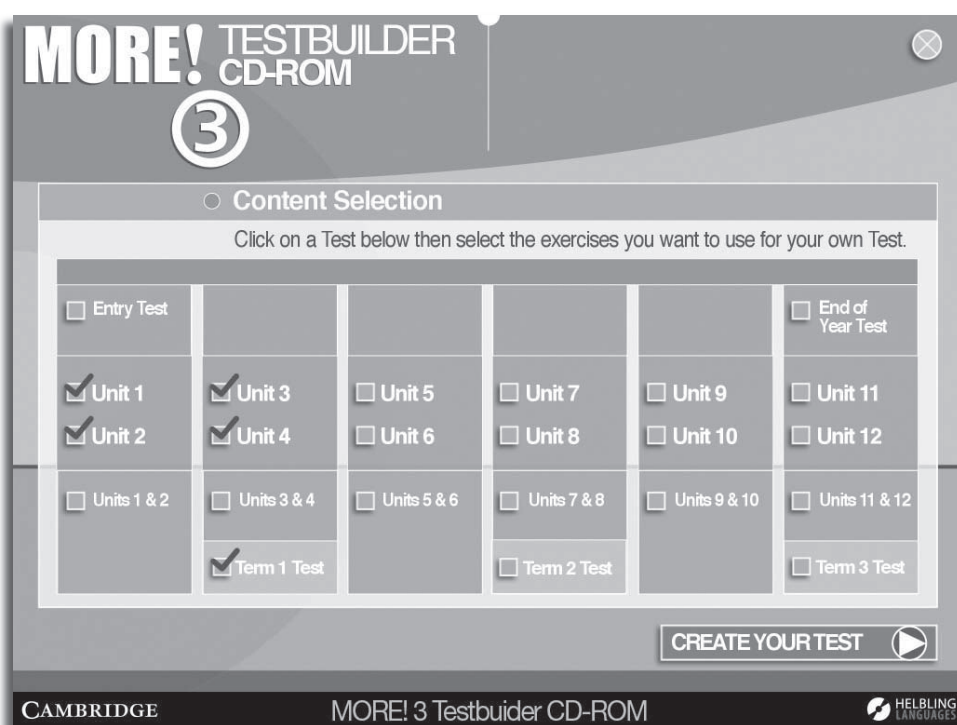 MORE! TESTBUILDER
CD-ROM
3
Content Selection
Click on a Test below then select the exercises you want to use for your own Test.
Entry Test
End of
Year Test
Unit 1
Unit 3
Unit 5
Unit 7
Unit 9
Unit 11
Unit 2
Unit 4
Unit 6
Unit 8
Unit 10
Unit 12
Units 1 & 2
Units 3 & 4
Units 5 & 6
Units 7 & 8
Units 9 & 10
Units 11 & 12
Term 1 Test
Term 2 Test
Term 3 Test
CREATE YOUR TEST
CAMBRIDGE
MORE! 3 Testbuider CD-ROM
HELBLING
LANGUAGES